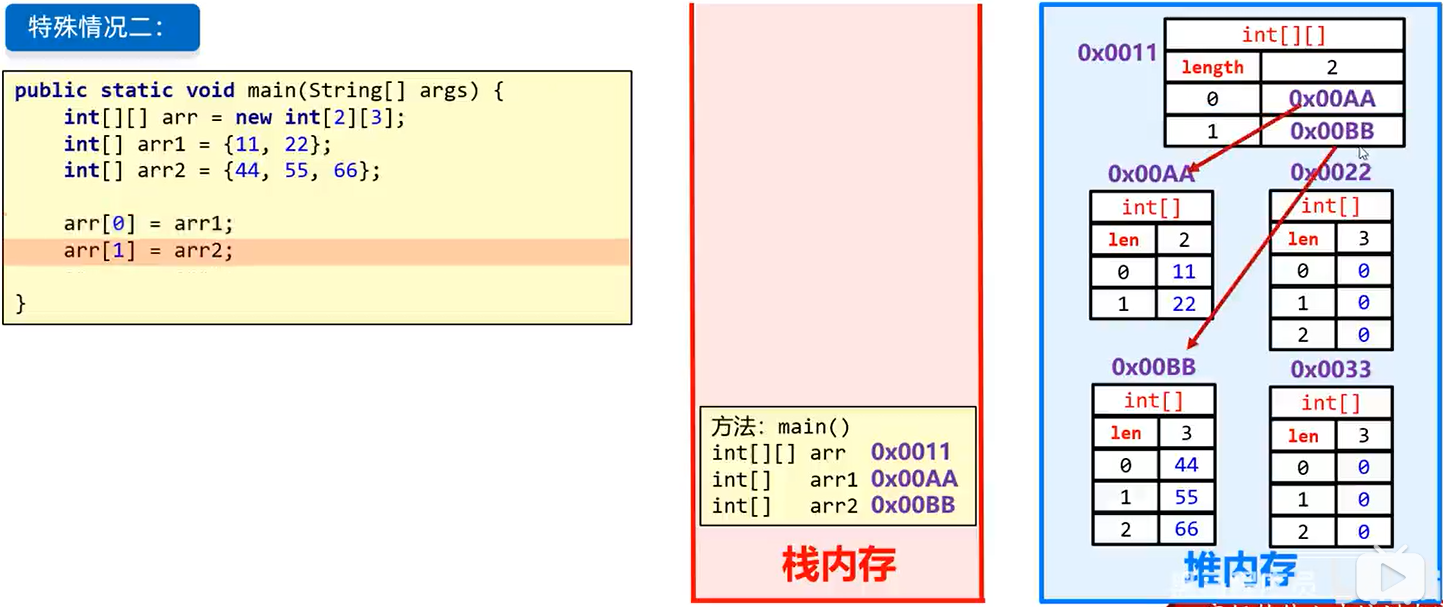 特殊情况二：
public static void main(String[] args) {
int[][] arr = new int[2][3];
int[] arr1 = {11, 22};
int[] arr2 = {44, 55, 66};
arr[0] = arr1;
arr[1] = arr2;
}
方法：main()
int[][] arr 0x0011
int[] arr1 0x00AA
int[] arr2 0x00BB
栈内存
0x0011
int[][]
length 2
0 0x00AA
1 0x00BB
0x00AA
int[]
len 2
0 11
1 22
0x0022
int[]
len 3
0 0
1 0
2 0
0x00BB
int[]
len 3
0 44
1 55
2 66
0x0033
int[]
len 3
0 0
1 0
2 0
堆内存